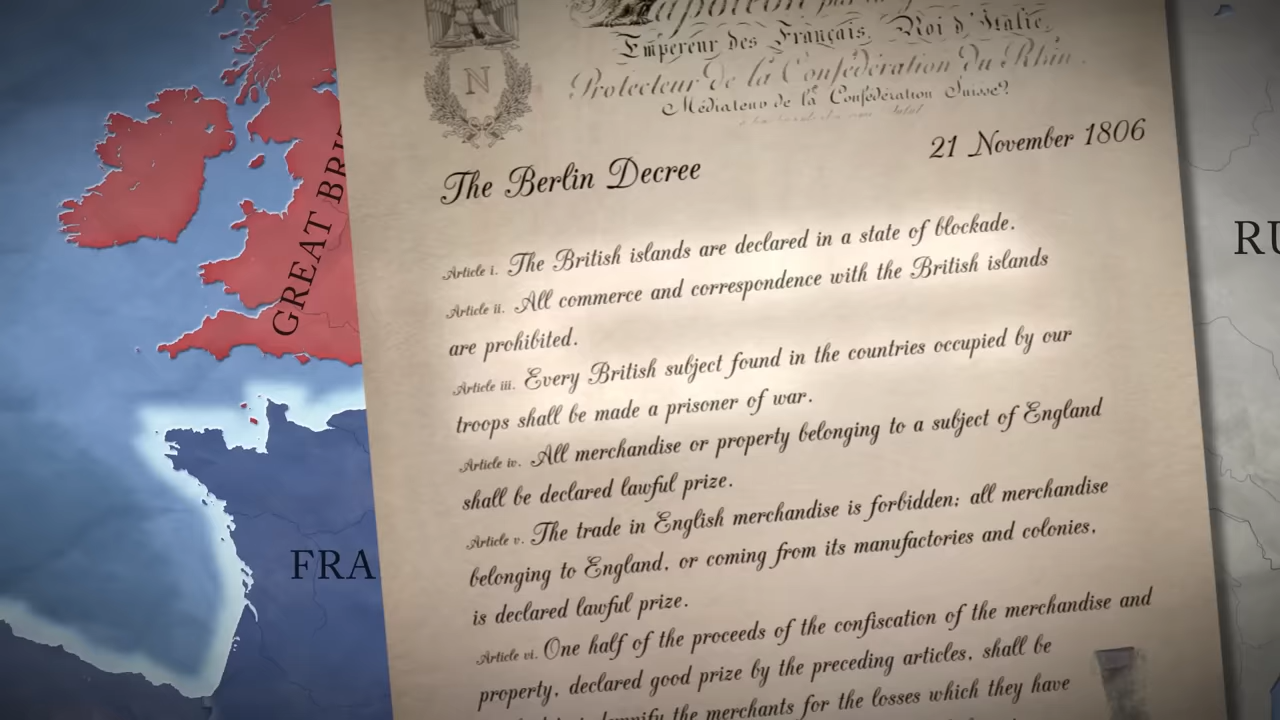 Napoléon par la
Empereur des Français, Roi d'Italie,
Protecteur de la Confédération du Rhin.
N
Médiateur de la Confédération Suisse
21 November 1806
The Berlin Decree
Article i. The British islands are declared in a state of blockade.
Article ii. All commerce and correspondence with the British islands
are prohibited.
Article iii. Every British subject found in the countries occupied by our
troops shall be made a prisoner of war.
Article iv. All merchandise or property belonging to a subject of England
shall be declared lawful prize.
Article v. The trade in English merchandise is forbidden; all merchandise
belonging to England, or coming from its manufactories and colonies,
is declared lawful prize.
Article vi. One half of the proceeds of the confiscation of the merchandise and
property, declared good prize by the preceding articles, shall be
the merchants for the losses which they have
GREAT BRI
FRA
RU